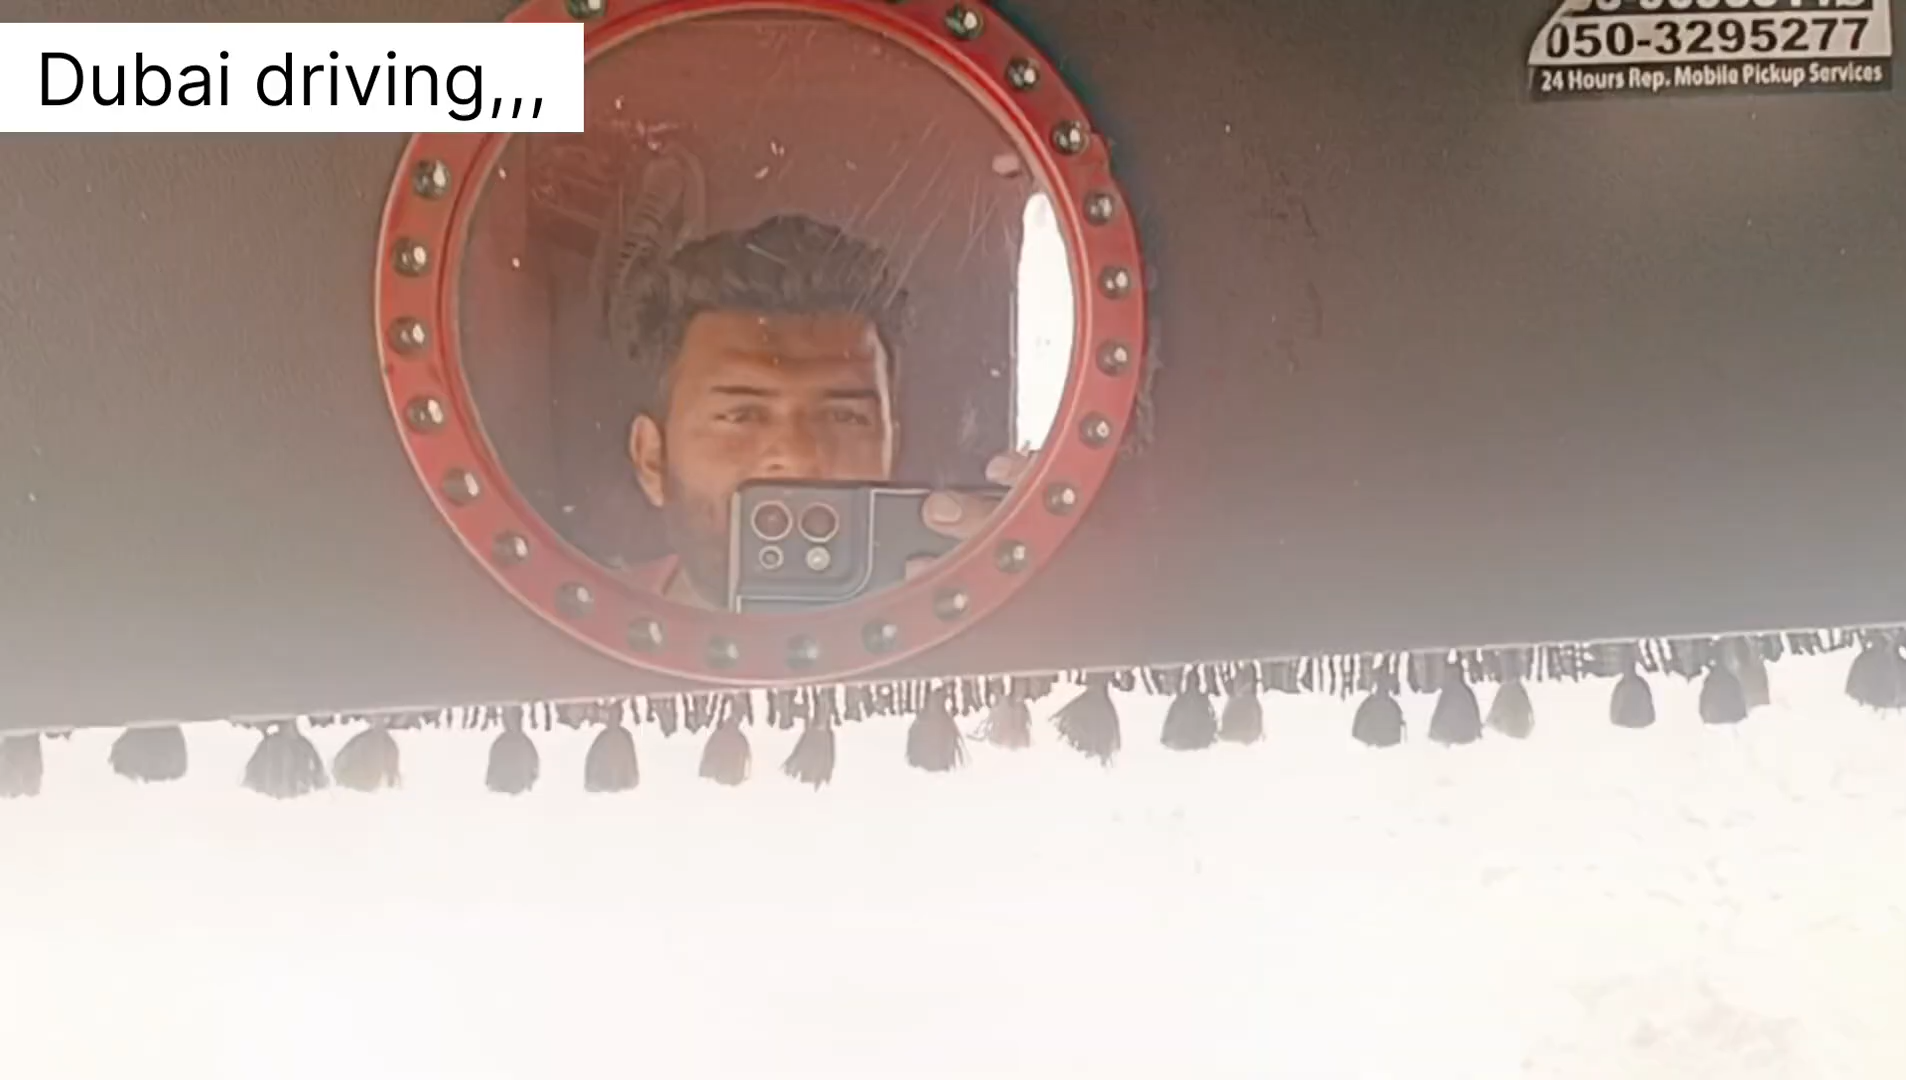 Dubai driving,,,
050-3295277
24 Hours Rep. Mobile Pickup Services